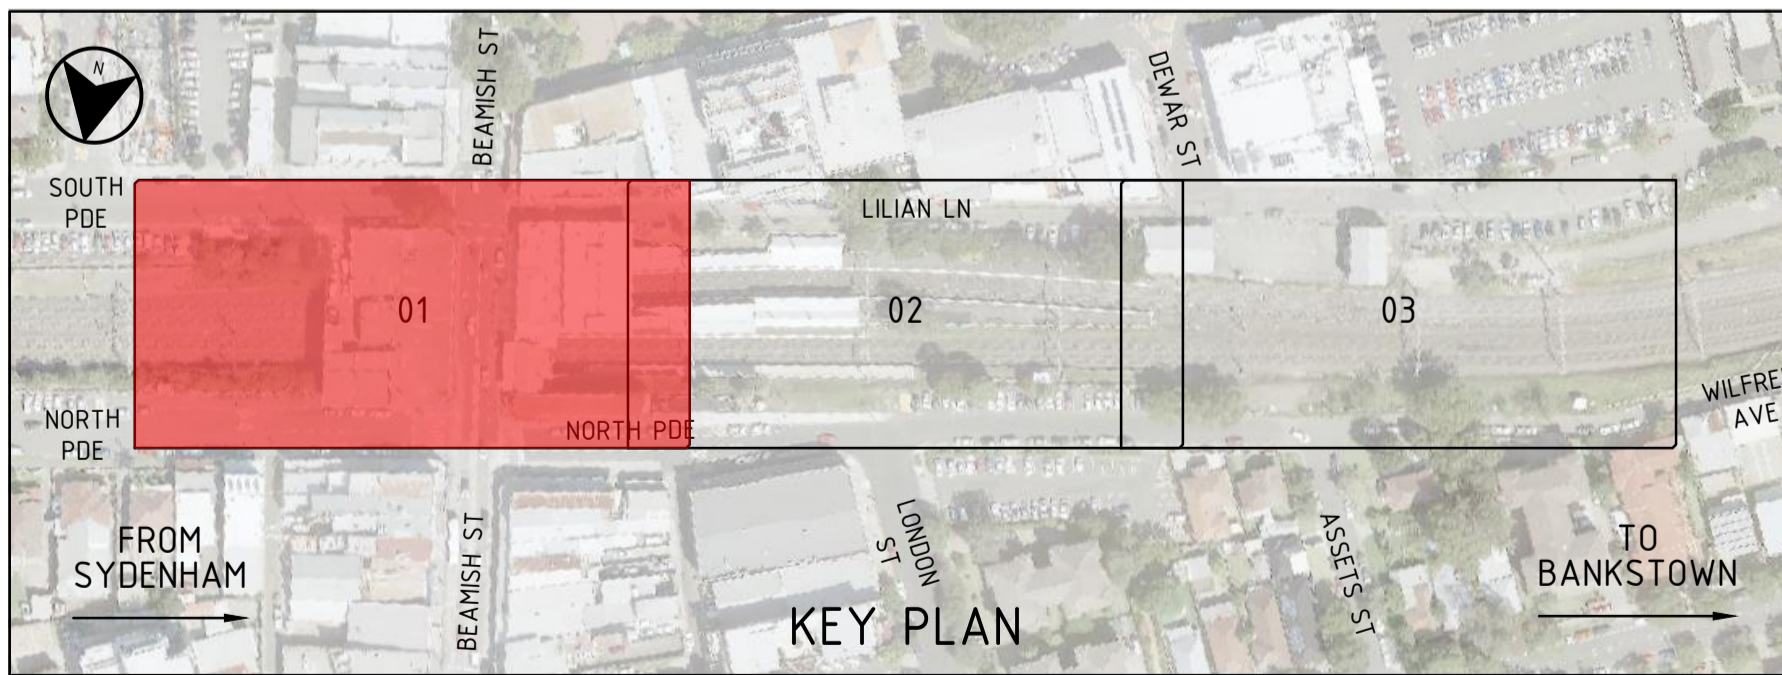 N
BEAMISH ST
DEWAR ST
SOUTH
PDE
LILIAN LN
01
02
03
NORTH
PDE
NORTH PDE
WILFRE
AVE
FROM
SYDENHAM
BEAMISH ST
LONDON
ST
ASSETS ST
TO
BANKSTOWN
KEY PLAN